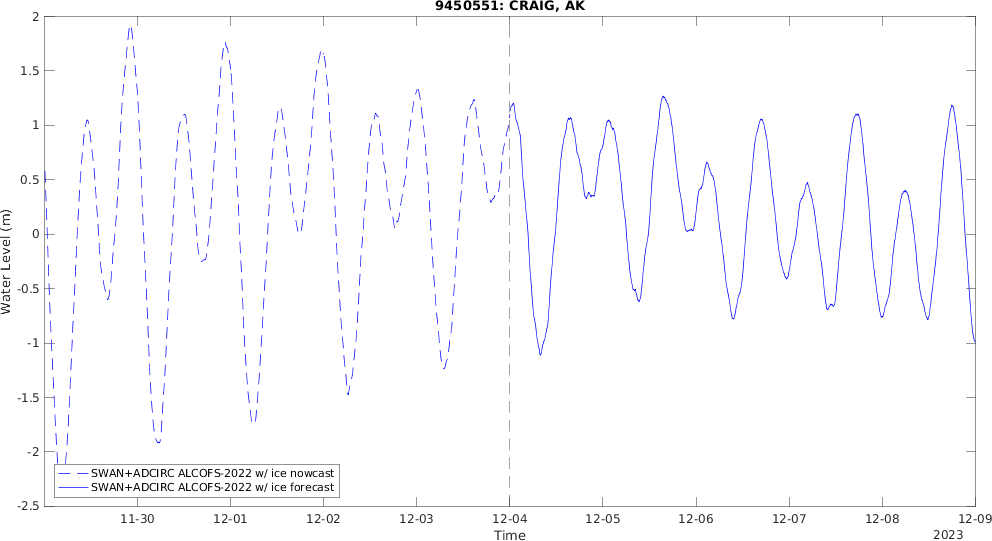 9450551: CRAIG, AK
2
1.5
1
0.5
0
-0.5
-1
-1.5
-2
-2.5
Water Level (m)
SWAN+ADCIRC ALCOFS-2022 w/ ice nowcast
SWAN+ADCIRC ALCOFS-2022 w/ ice forecast
11-30 12-01 12-02 12-03 12-04 12-05 12-06 12-07 12-08 12-09
Time
2023